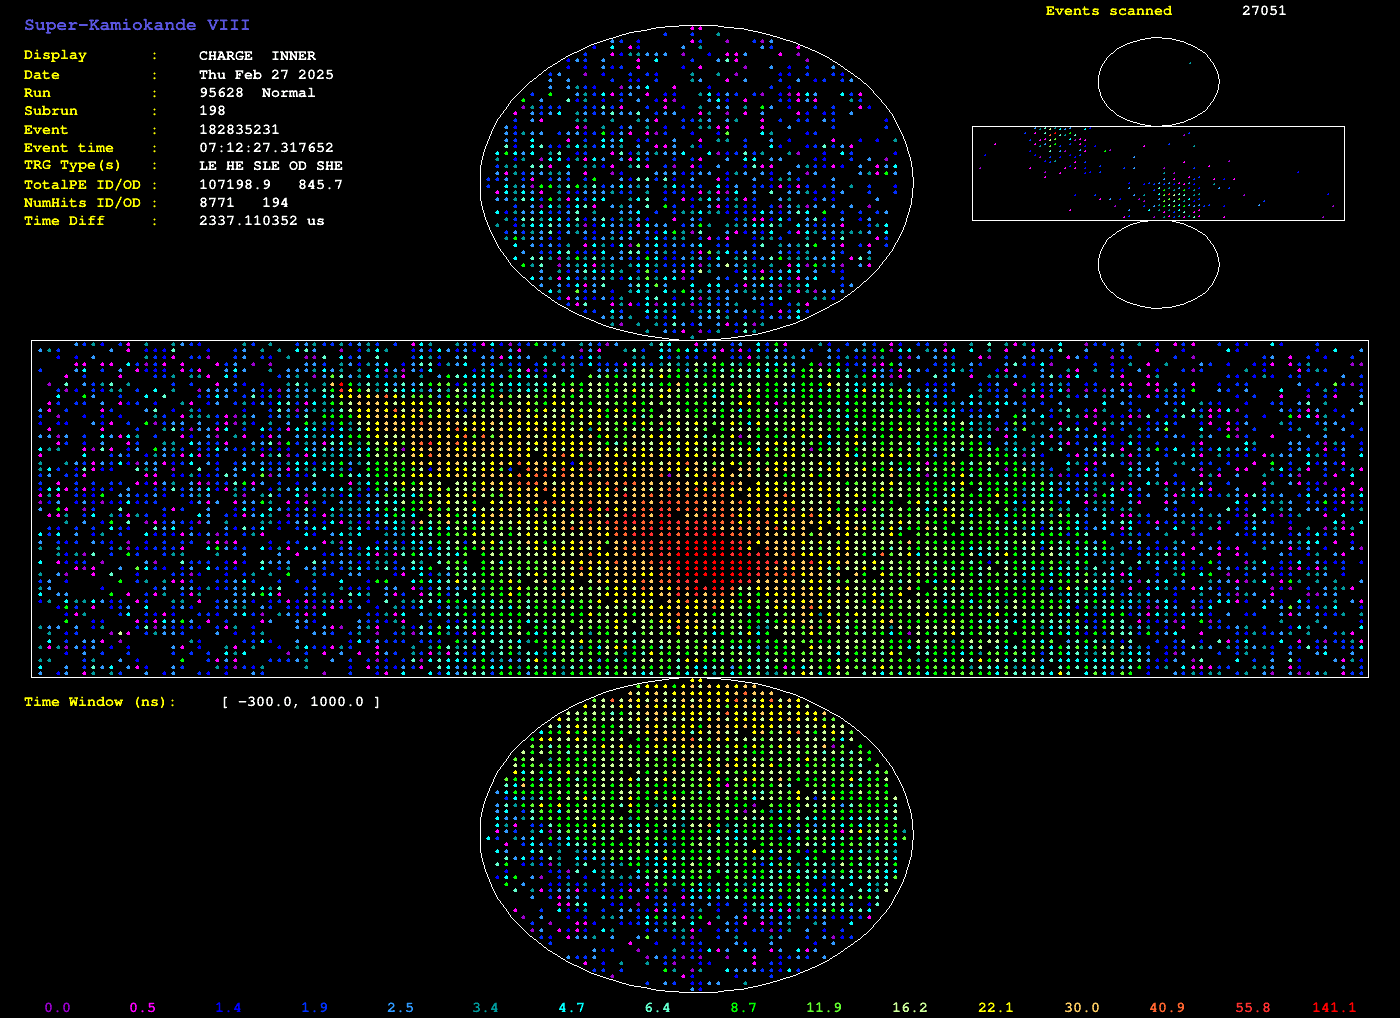 Super-Kamiokande VIII
Display : CHARGE INNER
Date : Thu Feb 27 2025
Run : 95628 Normal
Subrun : 198
Event : 182835231
Event time : 07:12:27.317652
TRG Type(s) : LE HE SLE OD SHE
TotalPE ID/OD : 107198.9 845.7
NumHits ID/OD : 8771 194
Time Diff : 2337.110352 us
Events scanned 27051
Time Window (ns): [ -300.0, 1000.0 ]
0.0 0.5 1.4 1.9 2.5 3.4 4.7 6.4 8.7 11.9 16.2 22.1 30.0 40.9 55.8 141.1